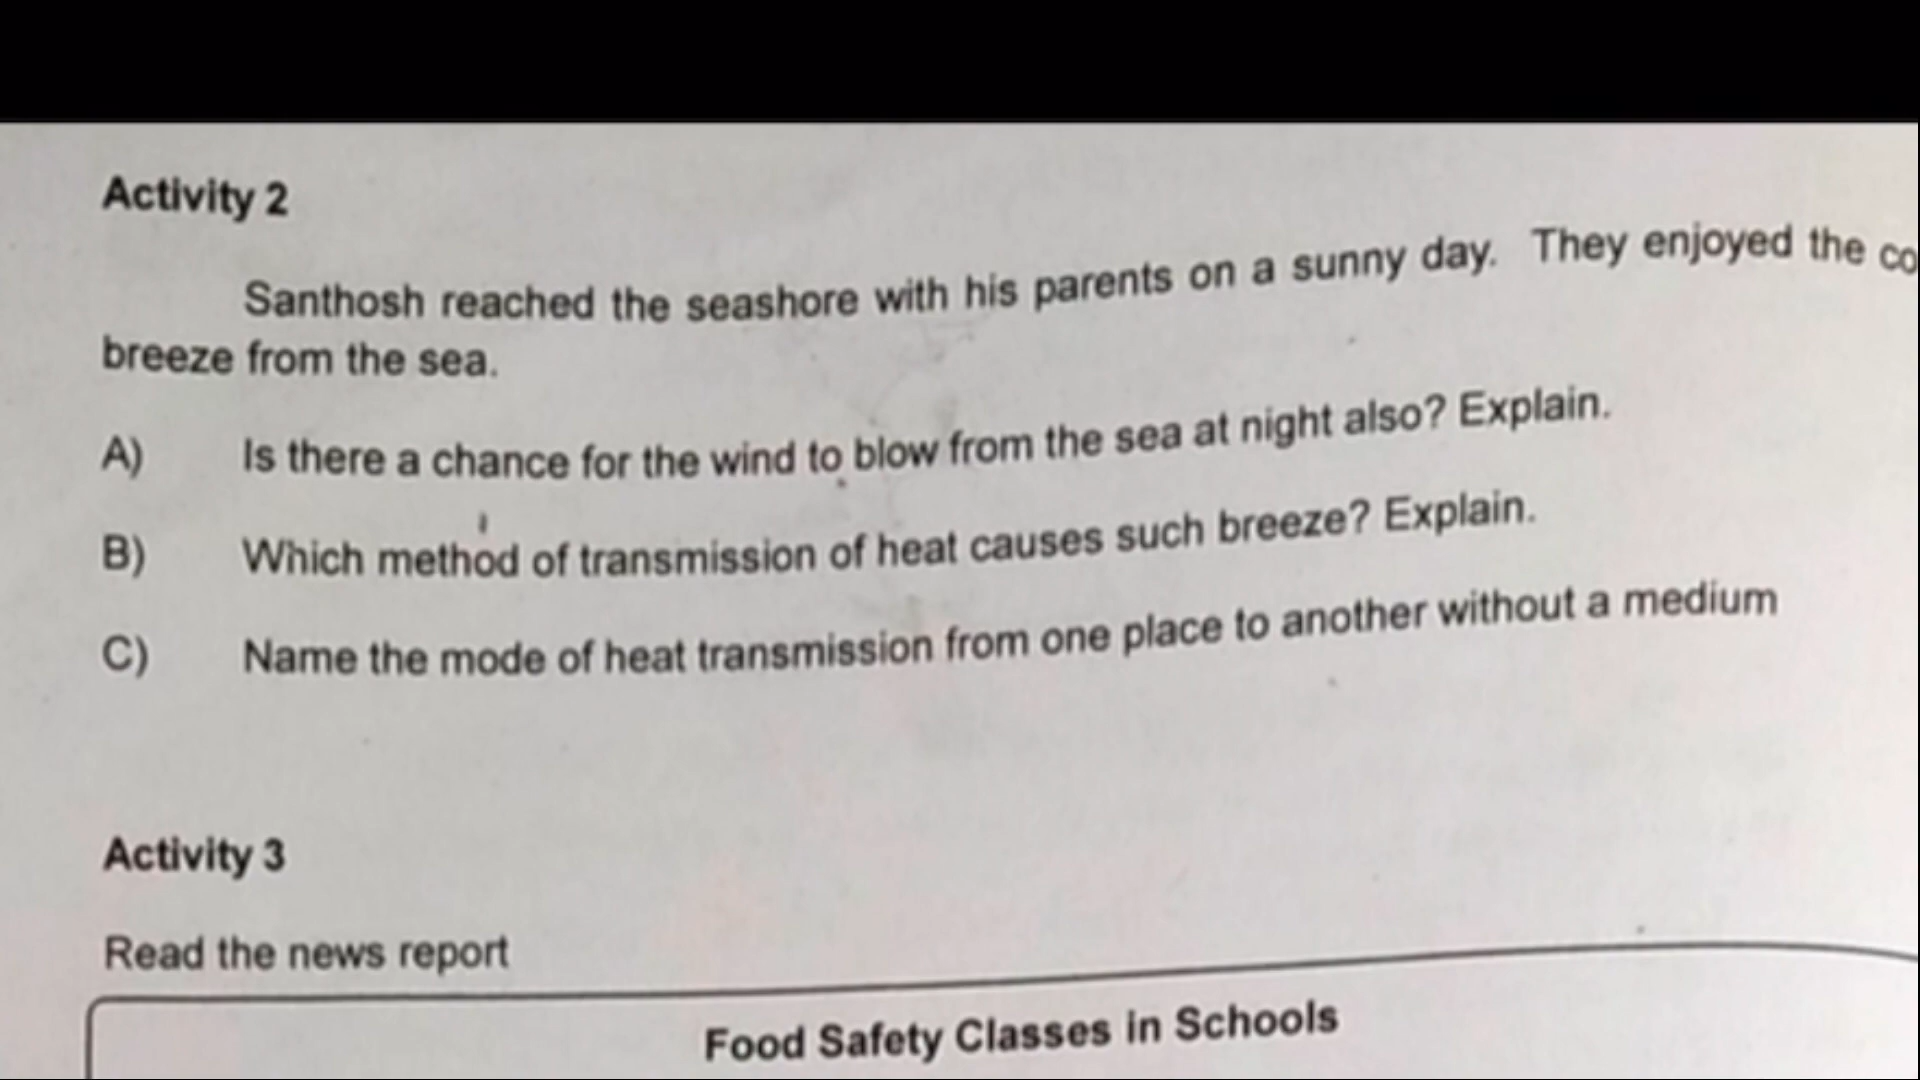 Activity 2
Santhosh reached the seashore with his parents on a sunny day. They enjoyed the
breeze from the sea.
A) Is there a chance for the wind to blow from the sea at night also? Explain.
B) Which method of transmission of heat causes such breeze? Explain.
C) Name the mode of heat transmission from one place to another without a medium
Activity 3
Read the news report
Food Safety Classes in Schools